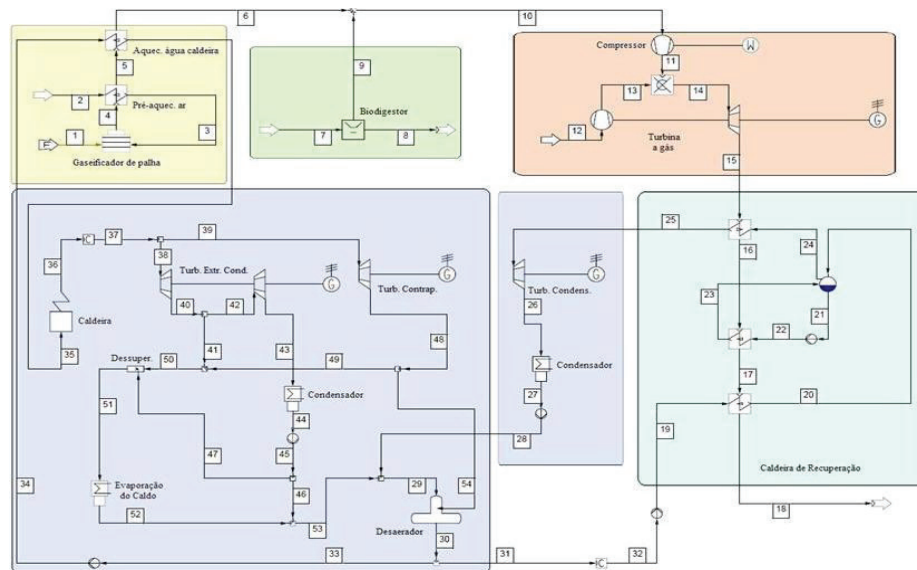 6
10
Aquec. água caldeira
5
2
Pré-aquec. ar
4
3
1
Gaseificador de palha
9
Biodigestor
7
8
Compressor
W
11
13
14
12
G
Turbina
a gás
15
25
24
16
23
21
22
17
20
19
Caldeira de Recuperação
18
39
37
38
36
Turb. Extr. Cond.
G
G
Turb. Contrap.
40
42
Caldeira
35
41
43
48
Dessuper.
50
49
51
Condensador
44
47
45
Evaporação
do Caldo
46
34
52
53
29
54
Desaerador
30
33
31
32
G
Turb. Condens.
26
Condensador
27
28
C
C